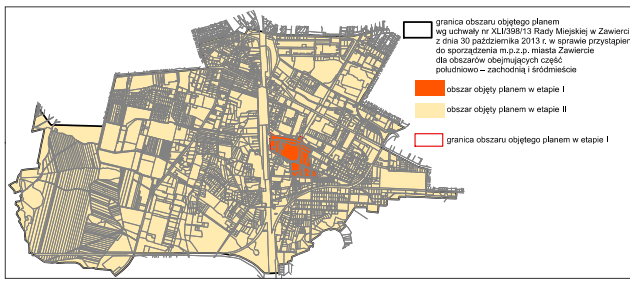 granica obszaru objętego planem
wg uchwały nr XLI/398/13 Rady Miejskiej w Zawierci
z dnia 30 października 2013 r. w sprawie przystąpien
do sporządzenia m.p.z.p. miasta Zawiercie
dla obszarów obejmujących część
południowo – zachodnią i śródmieście
obszar objęty planem w etapie I
obszar objęty planem w etapie II
granica obszaru objętego planem w etapie I